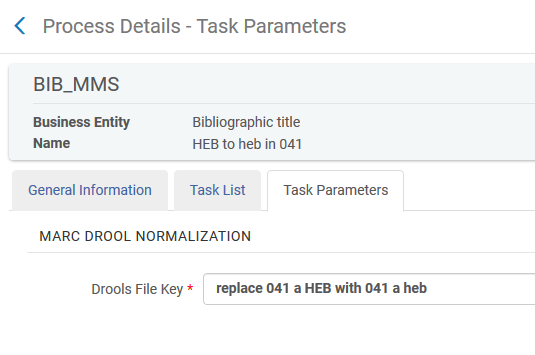 Process Details - Task Parameters
BIB_MMS
Business Entity Bibliographic title
Name HEB to heb in 041
General Information Task List Task Parameters
MARC DROOL NORMALIZATION
Drools File Key * replace 041 a HEB with 041 a heb